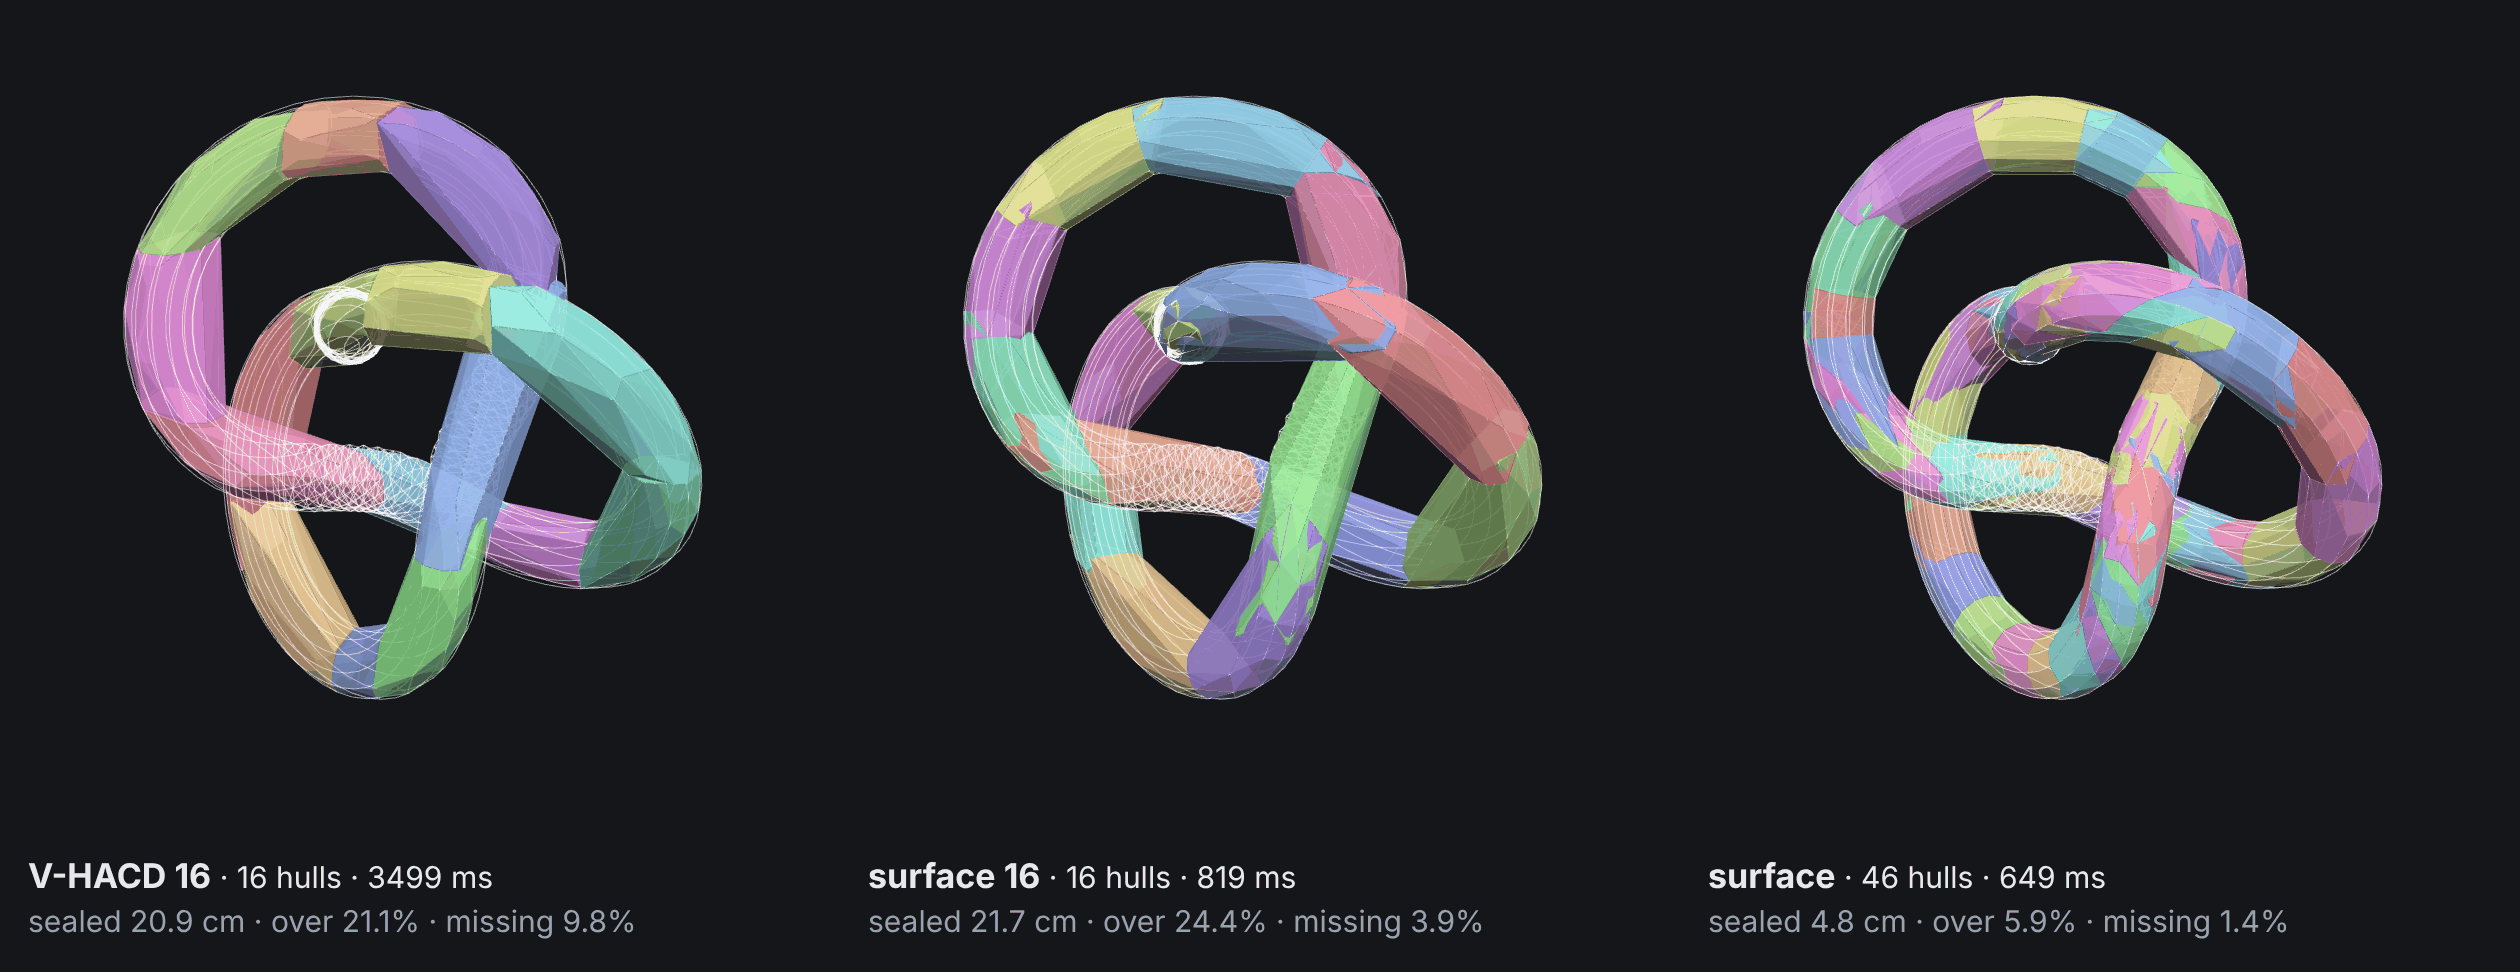 V-HACD 16 · 16 hulls · 3499 ms
sealed 20.9 cm · over 21.1% · missing 9.8%
surface 16 · 16 hulls · 819 ms
sealed 21.7 cm · over 24.4% · missing 3.9%
surface · 46 hulls · 649 ms
sealed 4.8 cm · over 5.9% · missing 1.4%